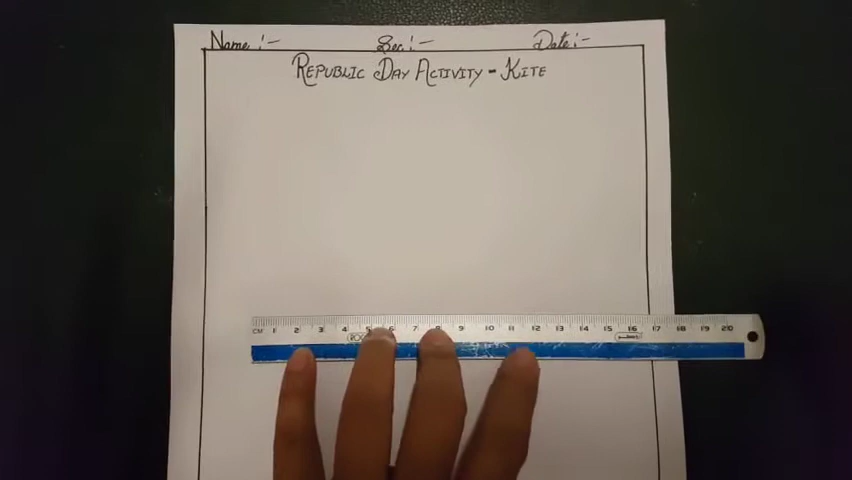 Name :- Sec :- Date :-
Republic Day Activity - Kite
CM 1 2 3 4 5 6 7 8 9 10 11 12 13 14 15 16 17 18 19 20